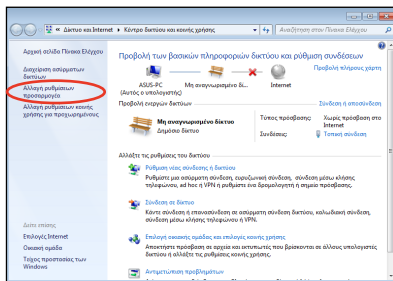 Δίκτυο και Internet ▸ Κέντρο δικτύου και κοινής χρήσης
Αναζήτηση στον Πίνακα Ελέγχου
Αρχική σελίδα Πίνακα Ελέγχου
Διαχείριση ασύρματων
δικτύων
Αλλαγή ρυθμίσεων
προσαρμογέα
Αλλαγή ρυθμίσεων κοινής
χρήσης για προχωρημένους
Δείτε επίσης
Επιλογές Internet
Οικιακή ομάδα
Τείχος προστασίας των
Windows
Προβολή των βασικών πληροφοριών δικτύου και ρύθμιση συνδέσεων
Προβολή πλήρους χάρτη
ASUS-PC
(Αυτός ο υπολογιστής)
Μη αναγνωρισμένο δί...
Internet
Προβολή ενεργών δικτύων
Σύνδεση ή αποσύνδεση
Μη αναγνωρισμένο δίκτυο
Δημόσιο δίκτυο
Τύπος πρόσβασης:
Χωρίς πρόσβαση στο
Internet
Συνδέσεις:
Τοπική σύνδεση
Αλλάξτε τις ρυθμίσεις του δικτύου
Ρύθμιση νέας σύνδεσης ή δικτύου
Ρυθμίστε μια ασύρματη σύνδεση, ευρυζωνική σύνδεση, σύνδεση μέσω κλήσης
τηλεφώνου, ad hoc ή VPN ή ρυθμίστε ένα δρομολογητή ή σημείο πρόσβασης.
Σύνδεση σε δίκτυο
Κάντε σύνδεση ή επανασύνδεση σε ασύρματη σύνδεση δικτύου, καλωδιακή σύνδεση,
σύνδεση μέσω κλήσης τηλεφώνου ή VPN.
Επιλογή οικιακής ομάδας και επιλογές κοινής χρήσης
Αποκτήστε πρόσβαση σε αρχεία και εκτυπωτές που βρίσκονται σε άλλους υπολογιστές
δικτύου ή αλλάξτε τις ρυθμίσεις κοινής χρήσης.
Αντιμετώπιση προβλημάτων